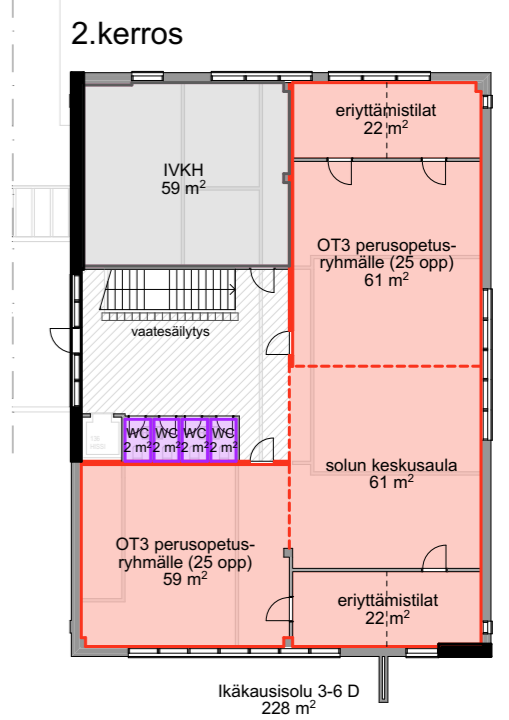 2.kerros
eriyttämistilat
22 m²
IVKH
59 m²
OT3 perusopetus-
ryhmälle (25 opp)
61 m²
vaatesäilytys
WC WC WC WC
2 m² 2 m² 2 m² 2 m²
solun keskusaula
61 m²
OT3 perusopetus-
ryhmälle (25 opp)
59 m²
eriyttämistilat
22 m²
Ikäkausisolu 3-6 D
228 m²